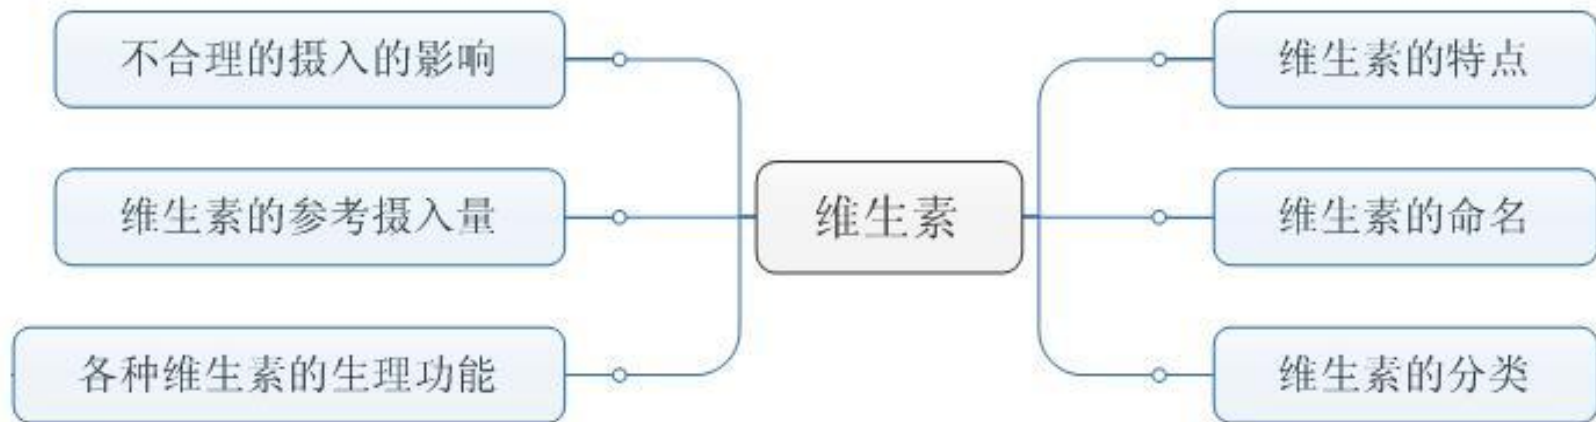 不合理的摄入的影响
维生素的特点
维生素的参考摄入量
维生素
维生素的命名
各种维生素的生理功能
维生素的分类